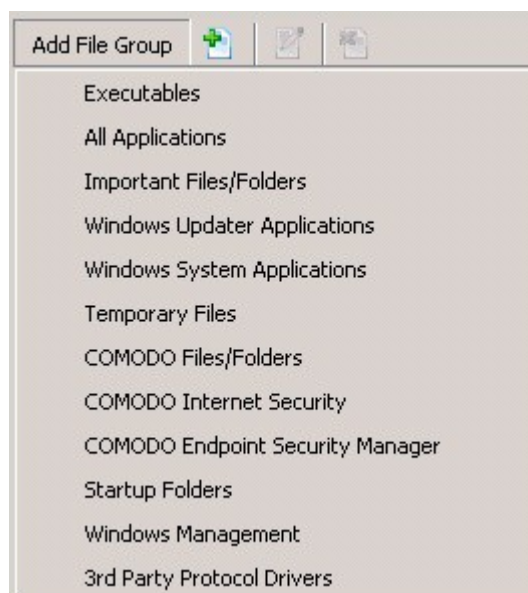 Add File Group
Executables
All Applications
Important Files/Folders
Windows Updater Applications
Windows System Applications
Temporary Files
COMODO Files/Folders
COMODO Internet Security
COMODO Endpoint Security Manager
Startup Folders
Windows Management
3rd Party Protocol Drivers